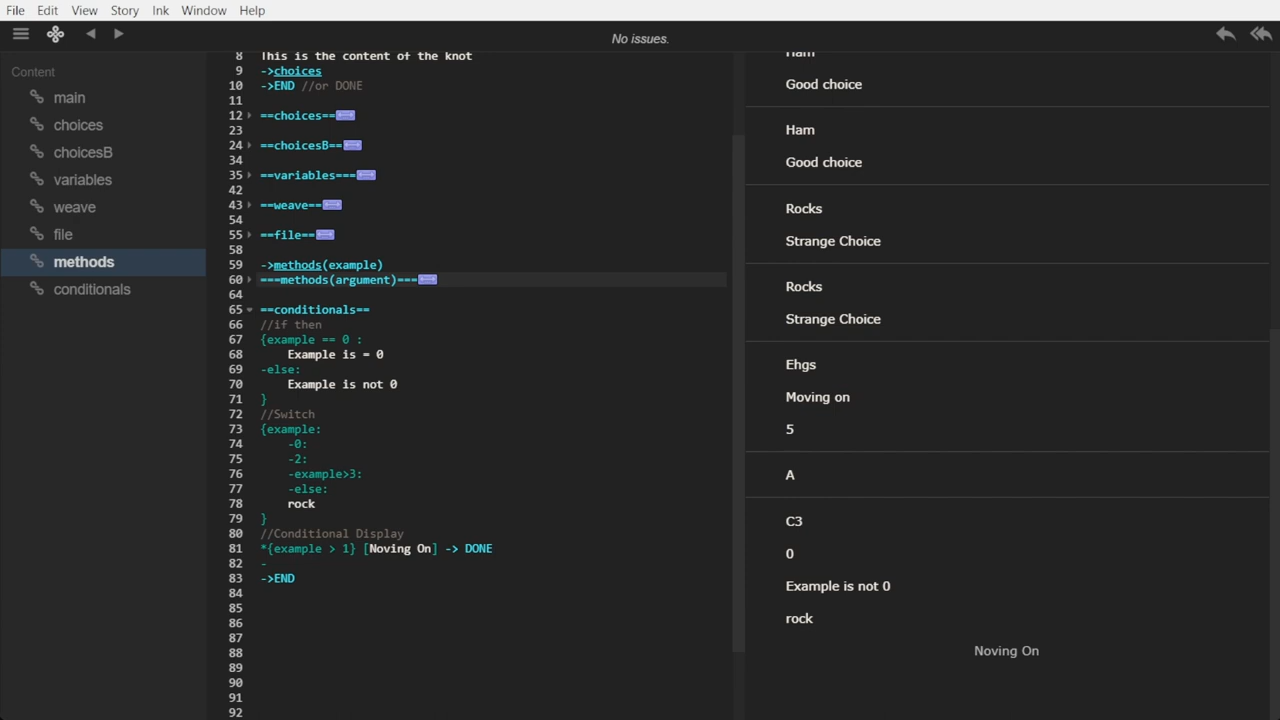 File Edit View Story Ink Window Help
No issues.
Content
main
choices
choicesB
variables
weave
file
methods
conditionals
8 This is the content of the knot
9 ->choices
10 ->END //or DONE
11
12 ==choices==
23
24 ==choicesB==
34
35 ==variables===
42
43 ==weave==
54
55 ==file==
58
59 ->methods(example)
60 ===methods(argument)===
64
65 ==conditionals==
66 //if then
67 {example == 0 :
68 Example is = 0
69 -else:
70 Example is not 0
71 }
72 //Switch
73 {example:
74 -0:
75 -2:
76 -example>3:
77 -else:
78 rock
79 }
80 //Conditional Display
81 *{example > 1} [Noving On] -> DONE
82 -
83 ->END
84
85
86
87
88
89
90
91
92
Ham
Good choice
Ham
Good choice
Rocks
Strange Choice
Rocks
Strange Choice
Ehgs
Moving on
5
A
C3
0
Example is not 0
rock
Noving On